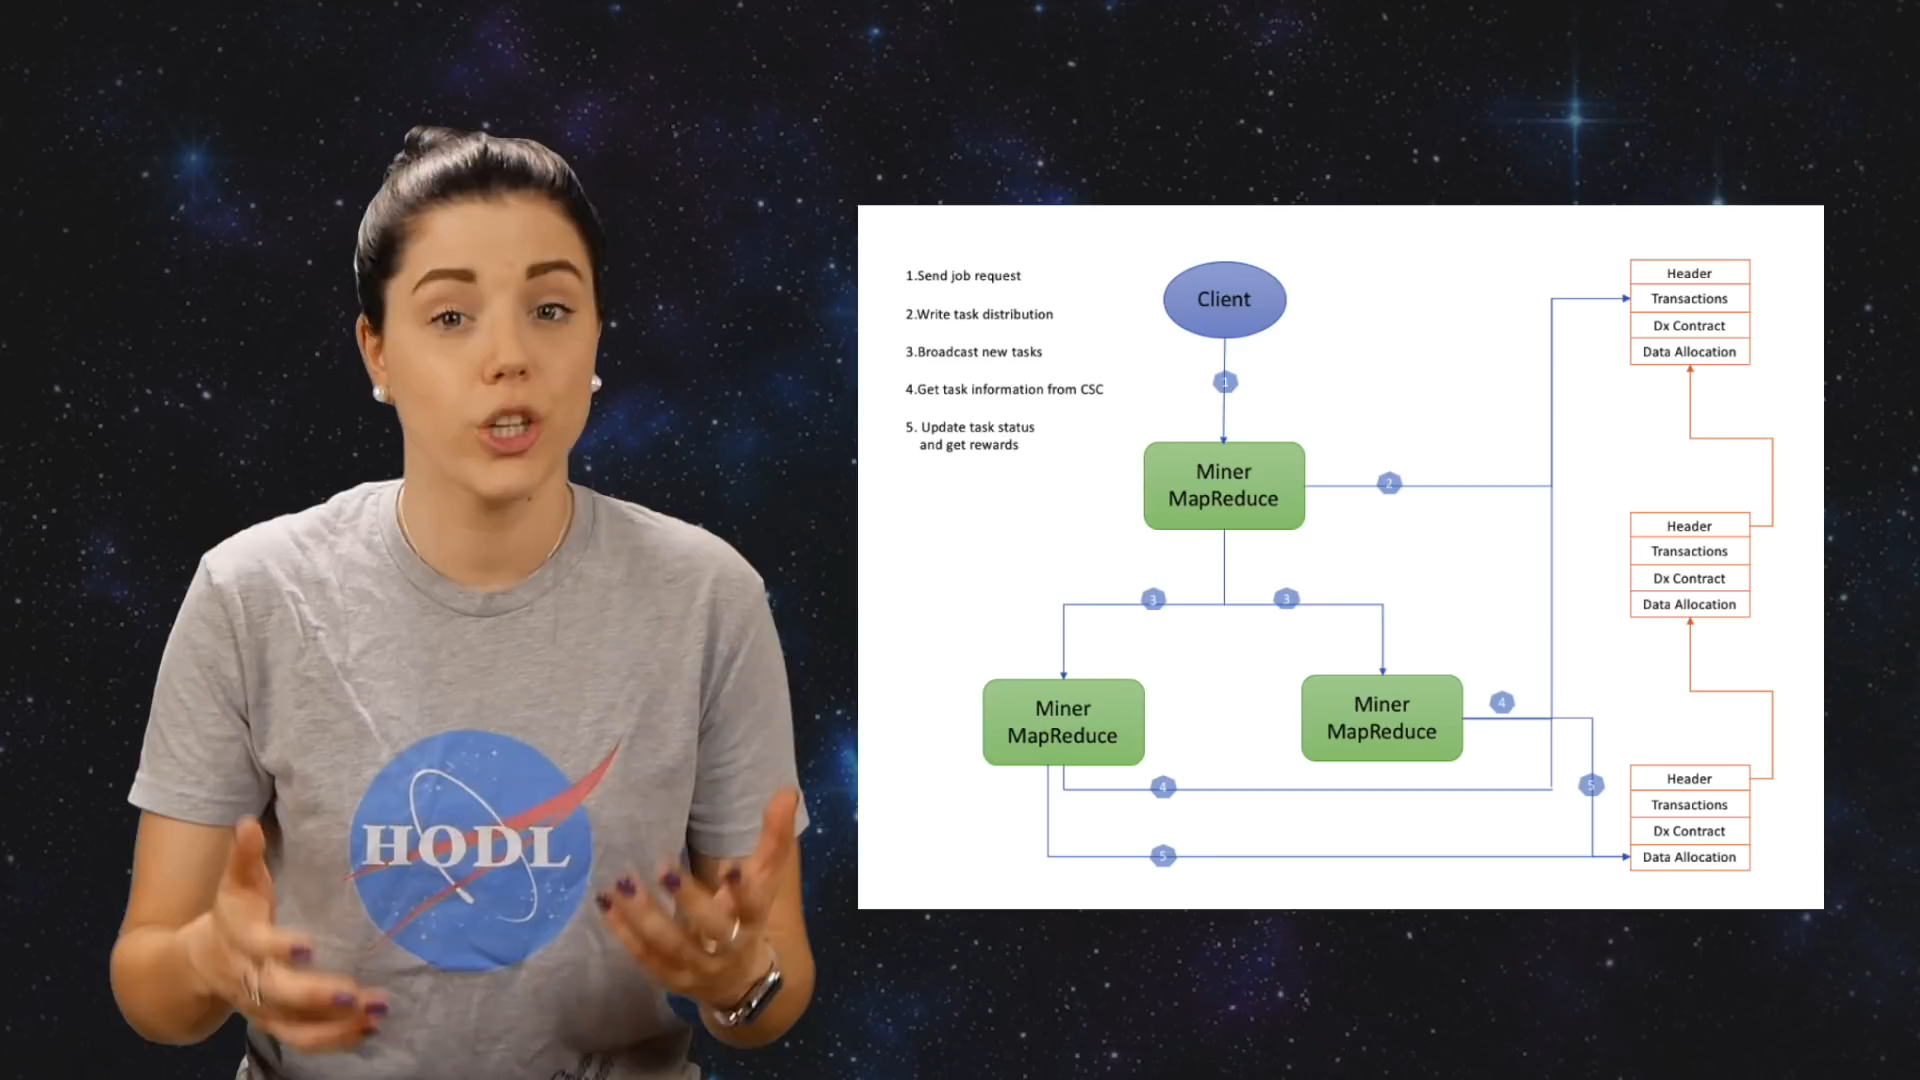 1.Send job request
2.Write task distribution
3.Broadcast new tasks
4.Get task information from CSC
5. Update task status
and get rewards
Client
1
Miner
MapReduce
2
3
3
Miner
MapReduce
Miner
MapReduce
4
4
5
5
Header
Transactions
Dx Contract
Data Allocation
Header
Transactions
Dx Contract
Data Allocation
Header
Transactions
Dx Contract
Data Allocation
HODL